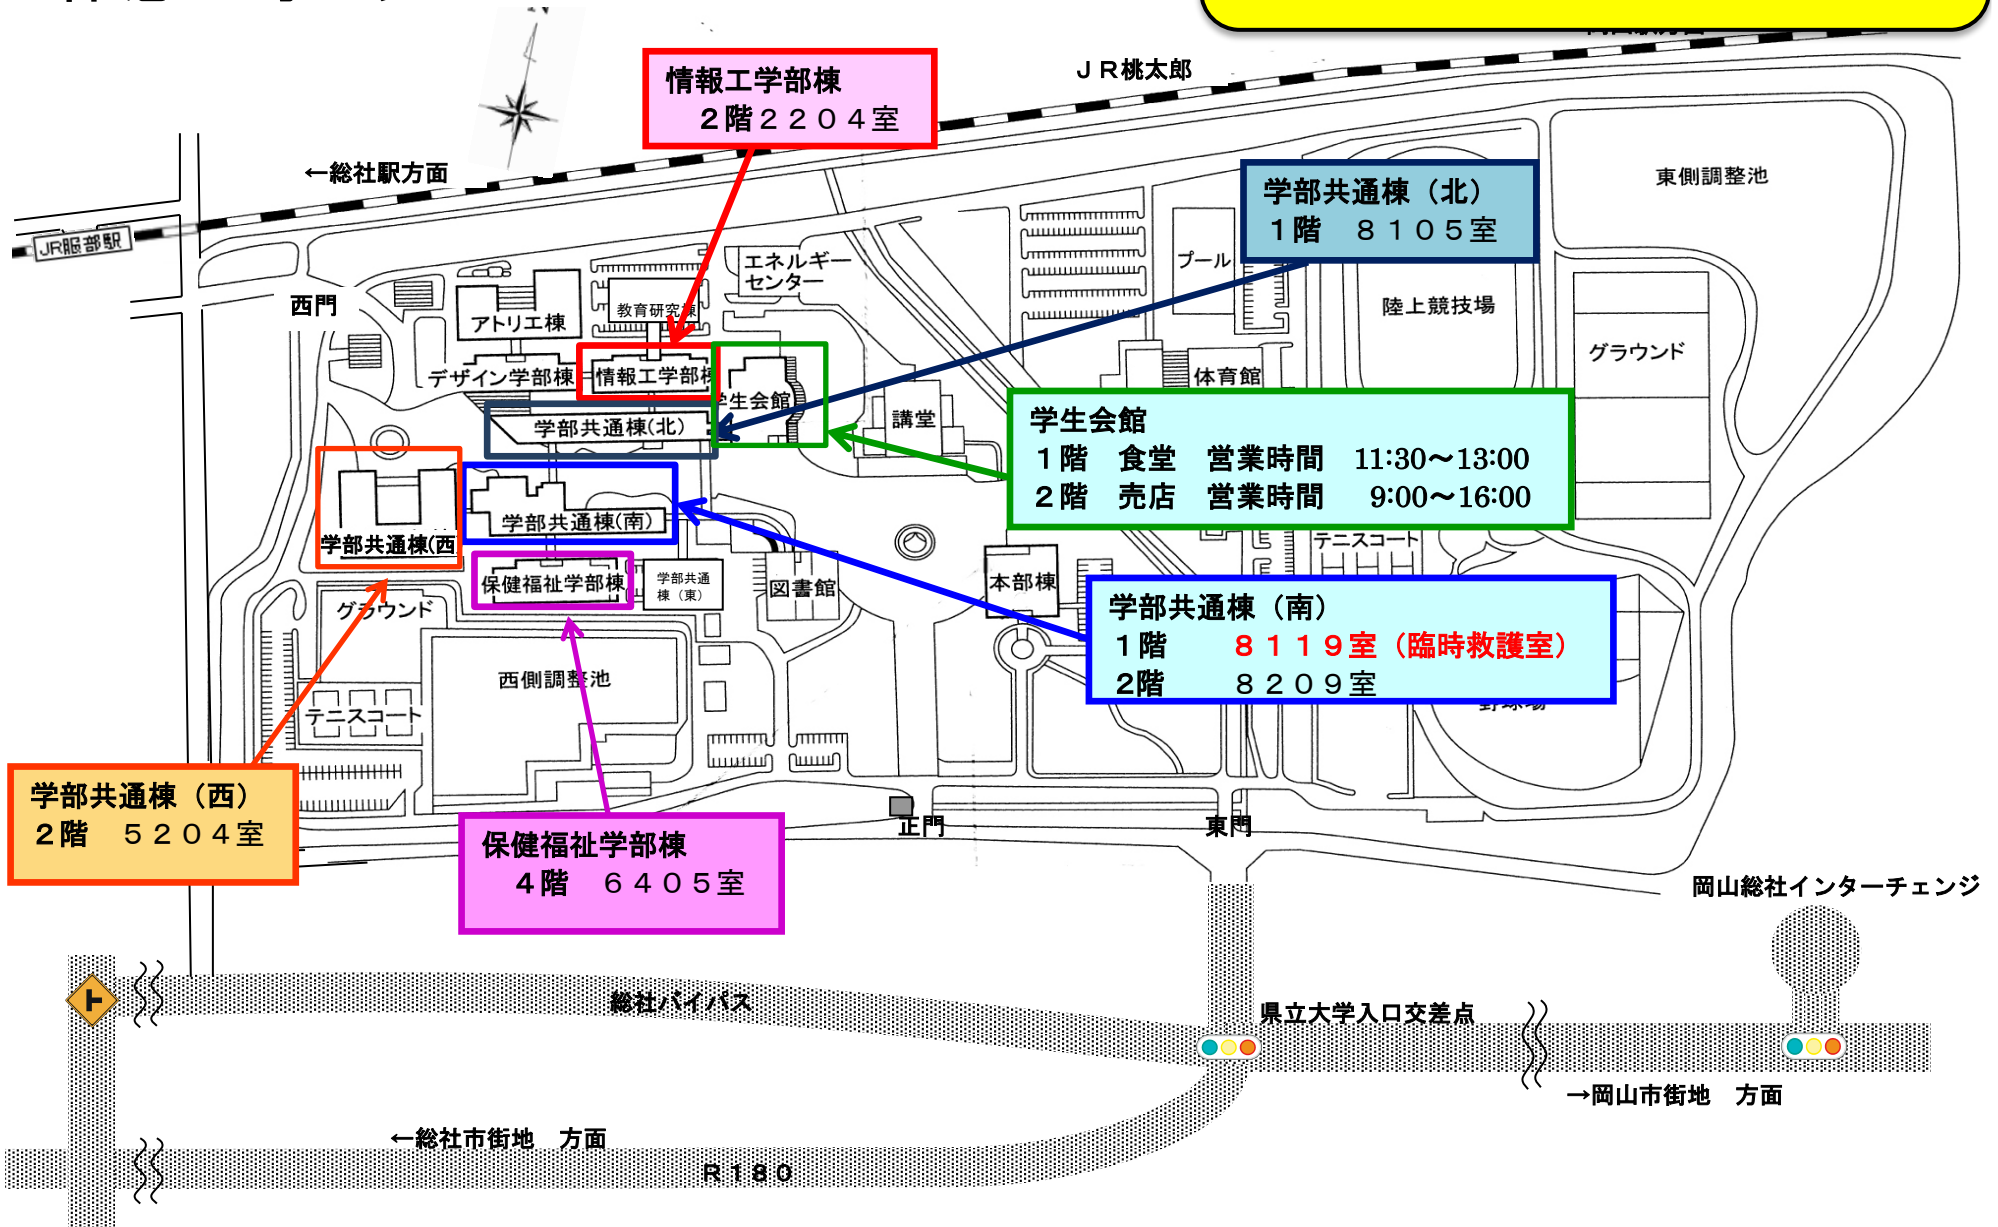 ＪＲ桃太郎
情報工学部棟
２階２２０４室
←総社駅方面
JR服部駅
学部共通棟（北）
１階　８１０５室
東側調整池
エネルギー
センター
プール
西門
アトリエ棟
教育研究棟
陸上競技場
グラウンド
デザイン学部棟
情報工学部棟
学生会館
体育館
講堂
学部共通棟(北)
学生会館
１階　食堂　営業時間　11:30～13:00
２階　売店　営業時間　9:00～16:00
学部共通棟(南)
学部共通棟(西
テニスコート
保健福祉学部棟
学部共通
棟（東）
図書館
本部棟
グラウンド
学部共通棟（南）
１階　８１１９室（臨時救護室）
２階　８２０９室
西側調整池
テニスコート
野球場
学部共通棟（西）
２階　５２０４室
正門
東門
保健福祉学部棟
４階　６４０５室
岡山総社インターチェンジ
総社バイパス
県立大学入口交差点
→岡山市街地　方面
←総社市街地　方面
Ｒ１８０